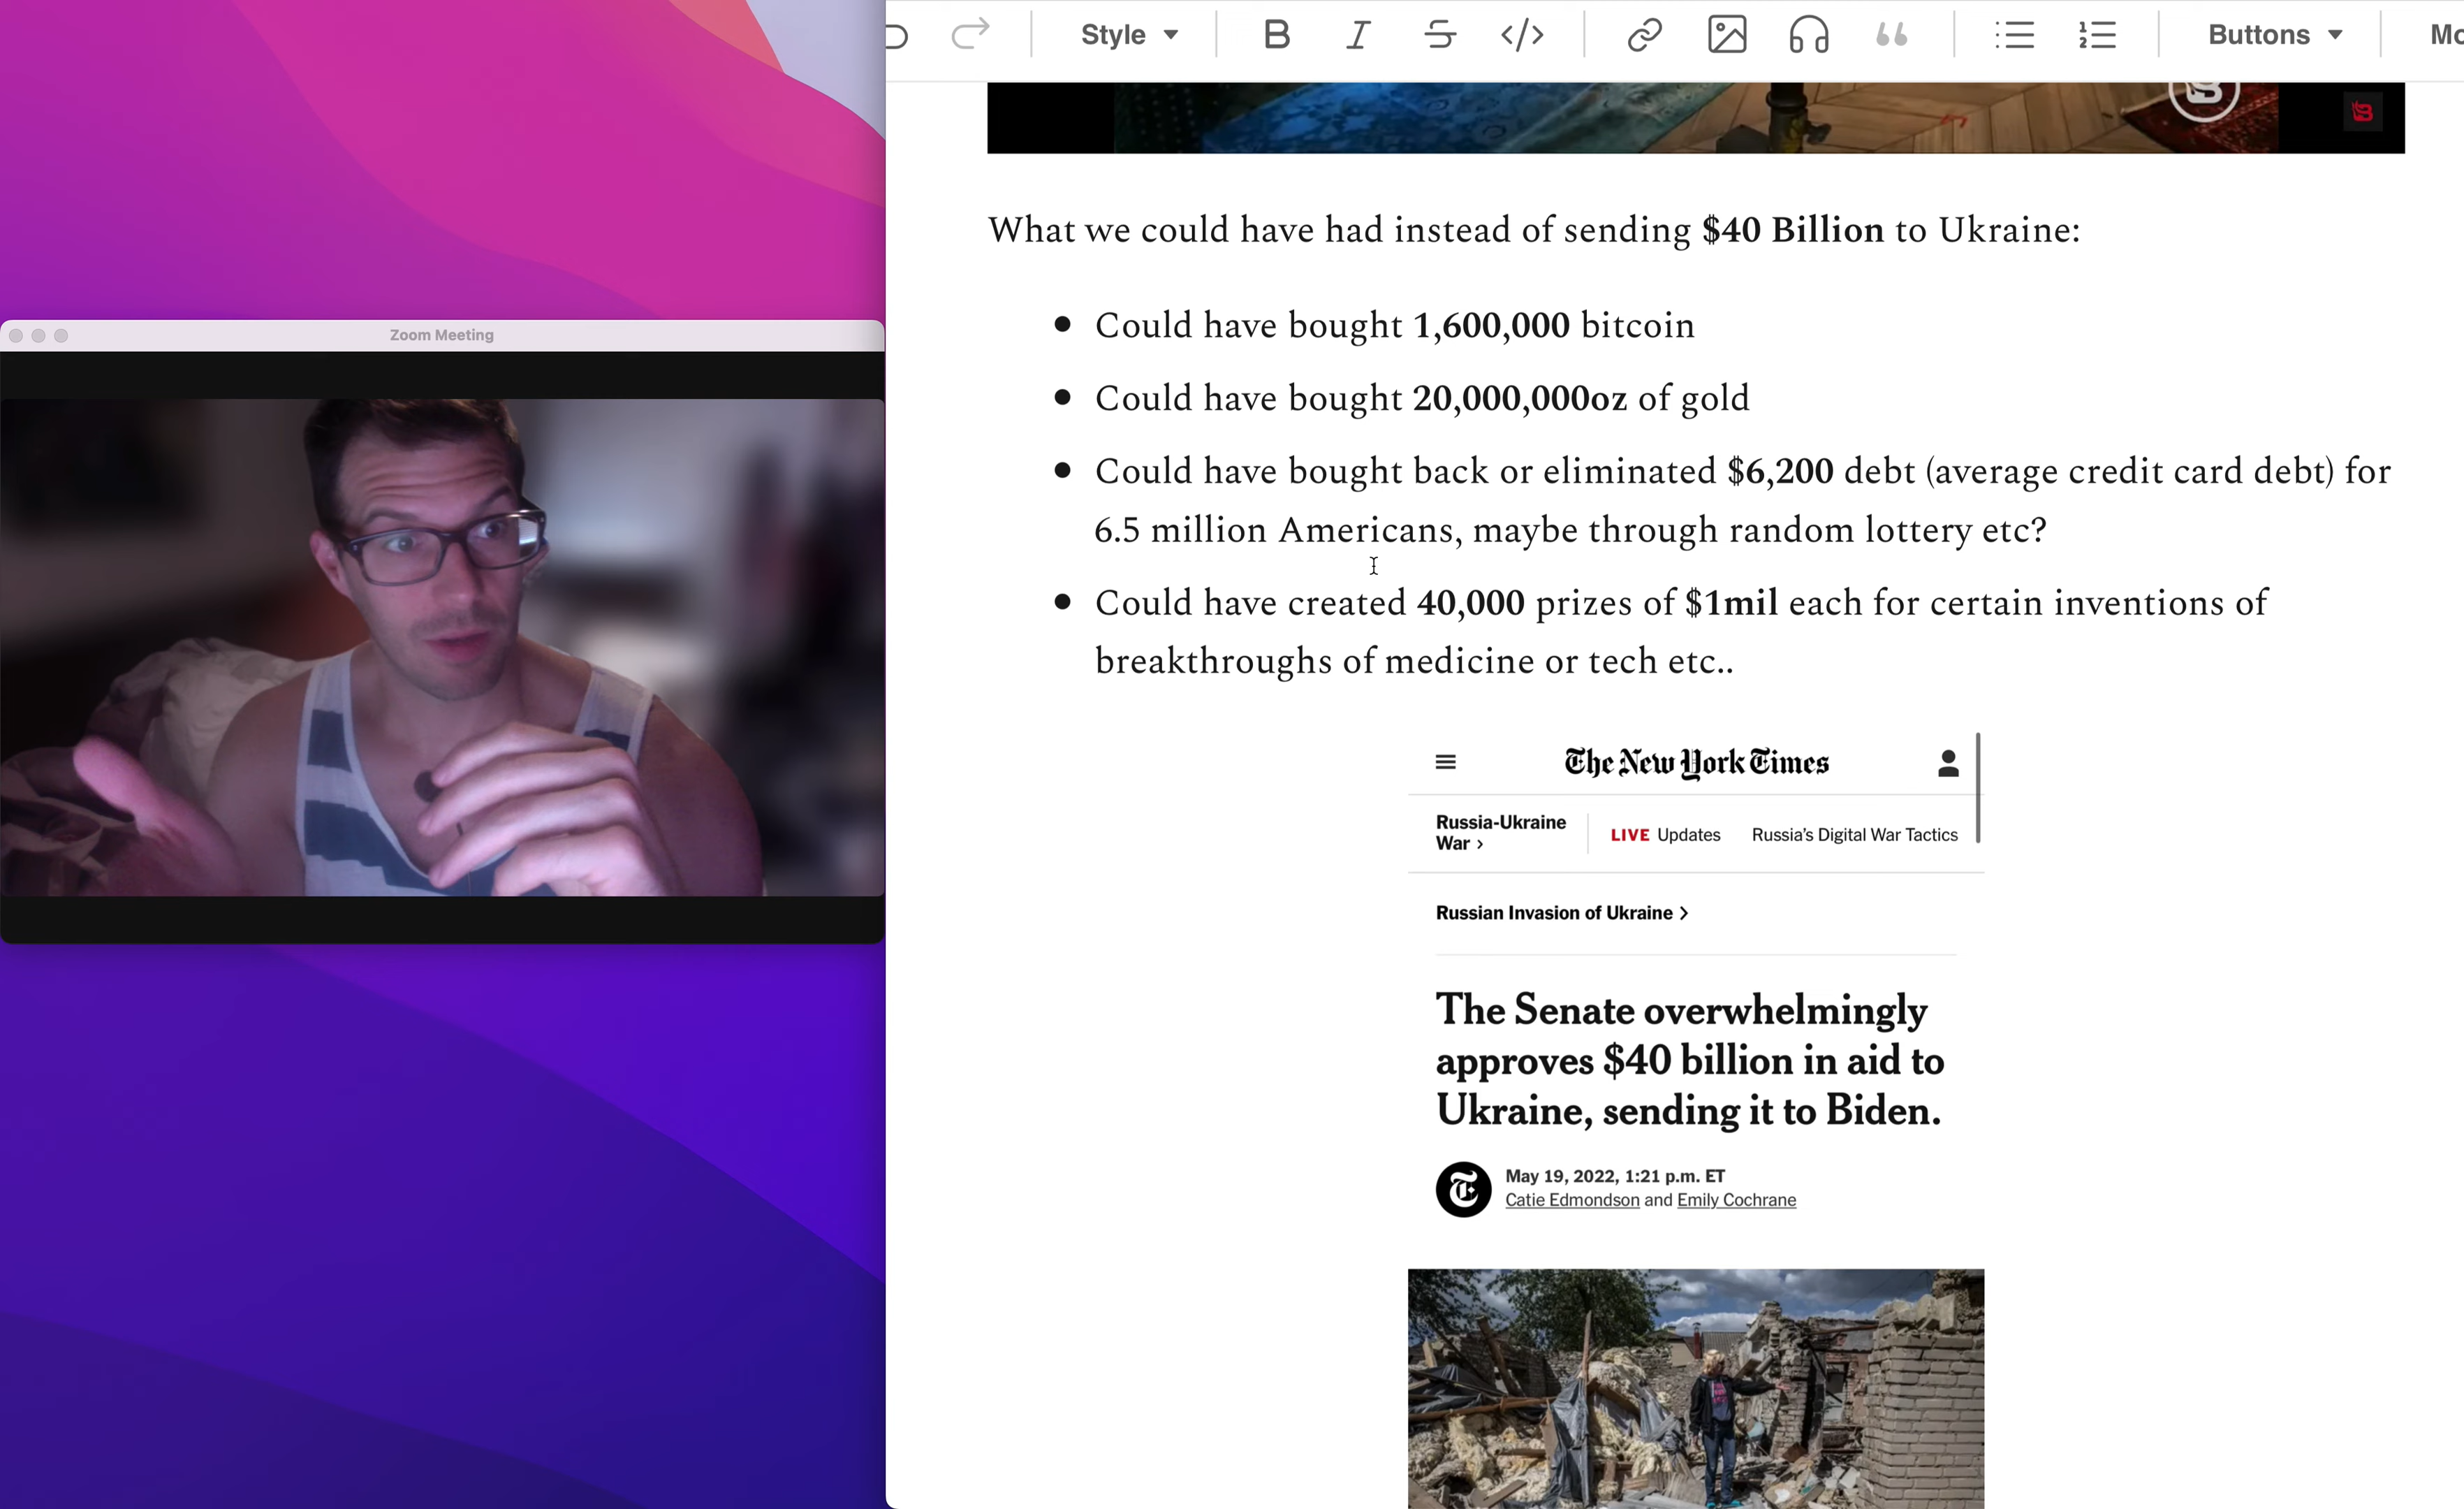 Style
Buttons
Zoom Meeting
What we could have had instead of sending $40 Billion to Ukraine:
Could have bought 1,600,000 bitcoin
Could have bought 20,000,000oz of gold
Could have bought back or eliminated $6,200 debt (average credit card debt) for
6.5 million Americans, maybe through random lottery etc?
Could have created 40,000 prizes of $1mil each for certain inventions of
breakthroughs of medicine or tech etc..
The New York Times
Russia-Ukraine
War >
LIVE Updates
Russia's Digital War Tactics
Russian Invasion of Ukraine >
The Senate overwhelmingly
approves $40 billion in aid to
Ukraine, sending it to Biden.
May 19, 2022, 1:21 p.m. ET
Catie Edmondson and Emily Cochrane